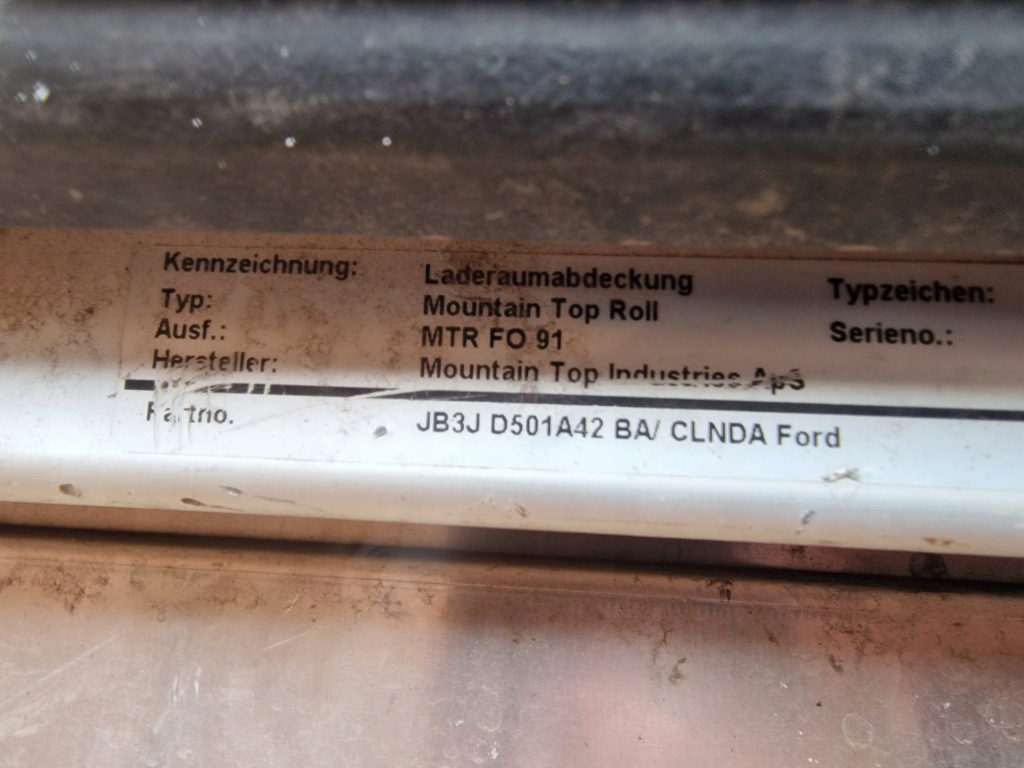 Kennzeichnung: Laderaumabdeckung Typzeichen:
Typ: Mountain Top Roll Serieno.:
Ausf.: MTR FO 91
Hersteller: Mountain Top Industries ApS
Partno. JB3J D501A42 BA/ CLNDA Ford